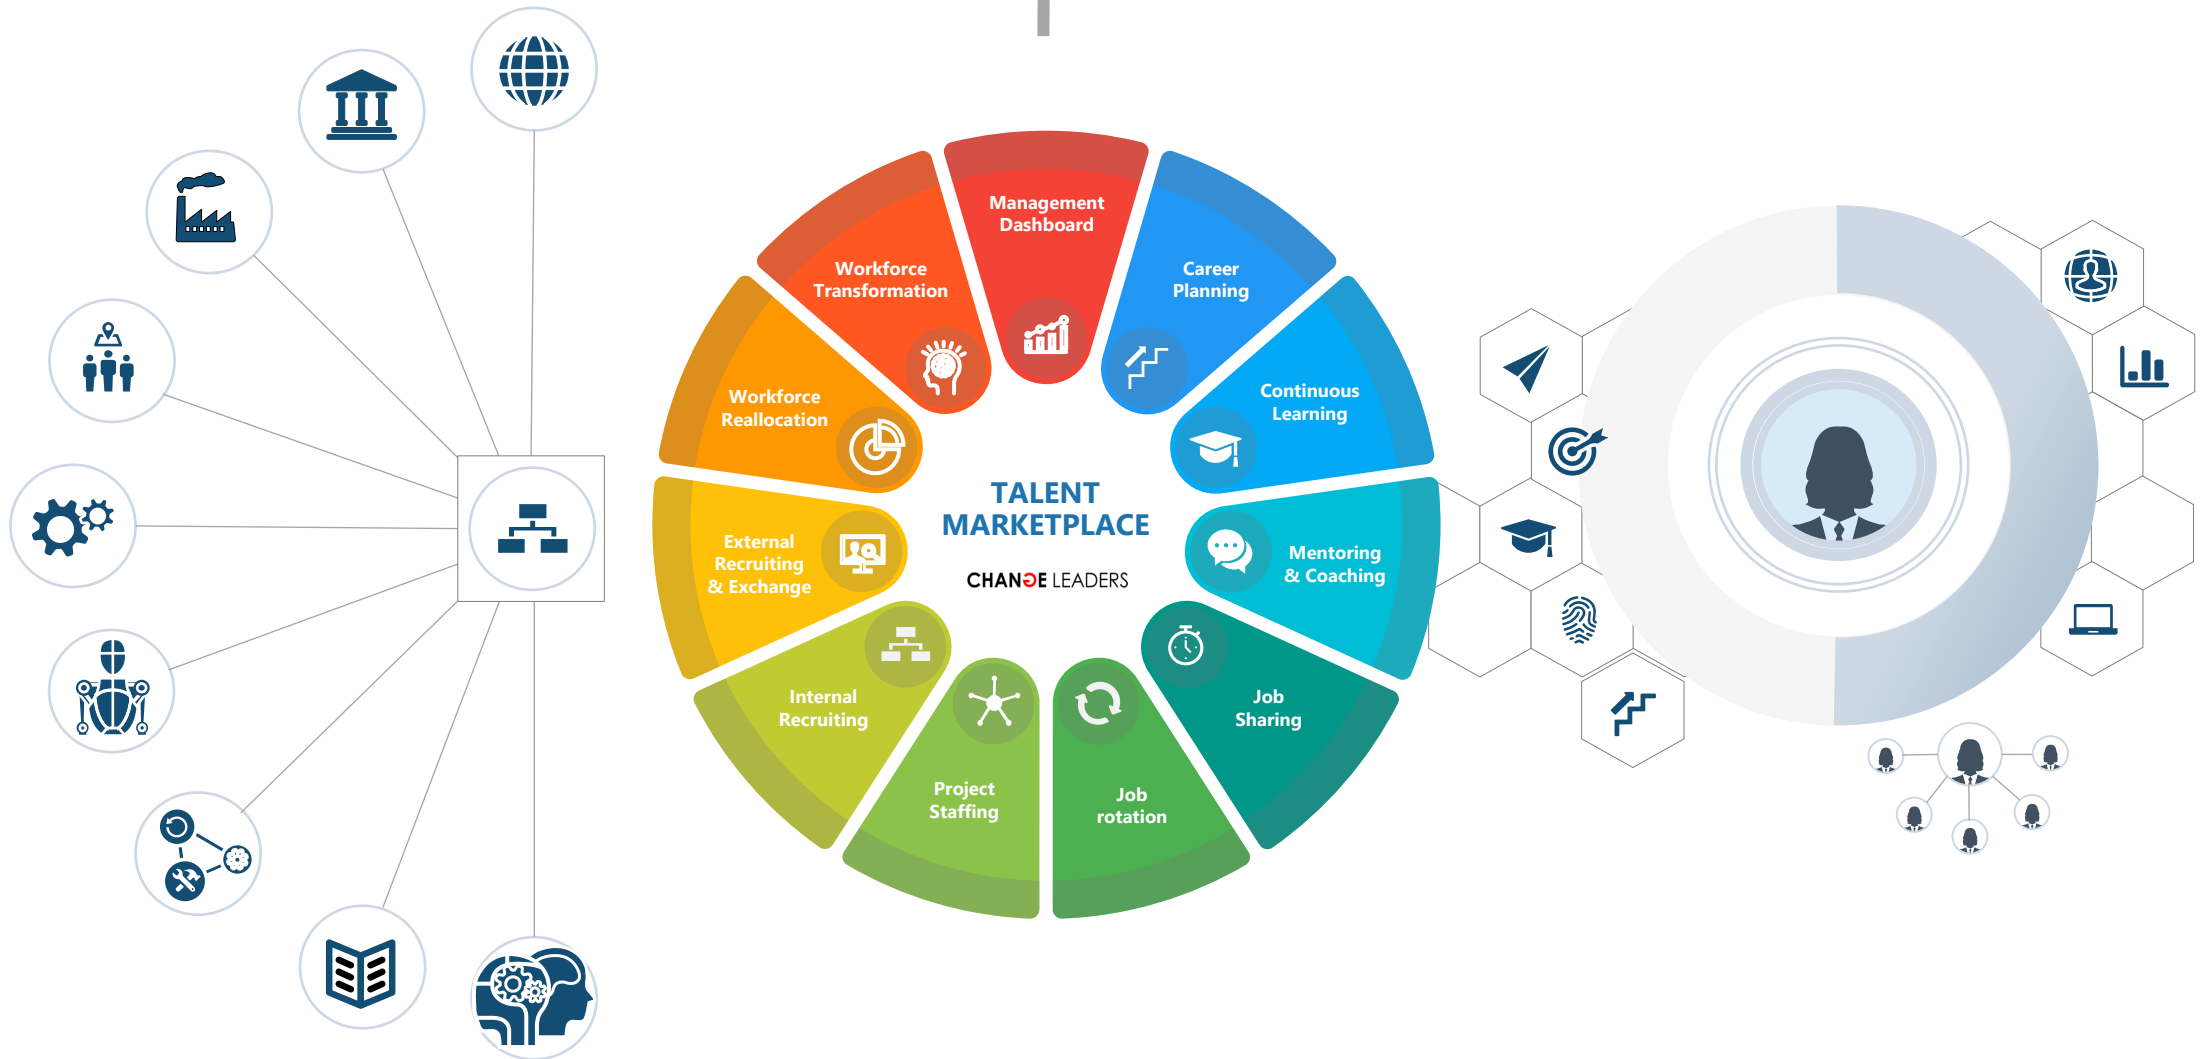 Management
Dashboard
Career
Planning
Continuous
Learning
Mentoring
& Coaching
Job
Sharing
Job
rotation
Project
Staffing
Internal
Recruiting
External
Recruiting
& Exchange
Workforce
Reallocation
Workforce
Transformation
TALENT
MARKETPLACE
CHANGE LEADERS